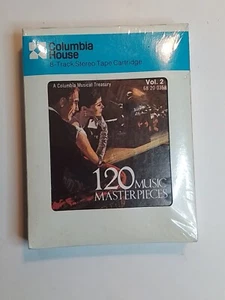 Columbia
House
8-Track Stereo Tape Cartridge
A Columbia Musical Treasury
Vol. 2
120 MUSIC
MASTERPIECES